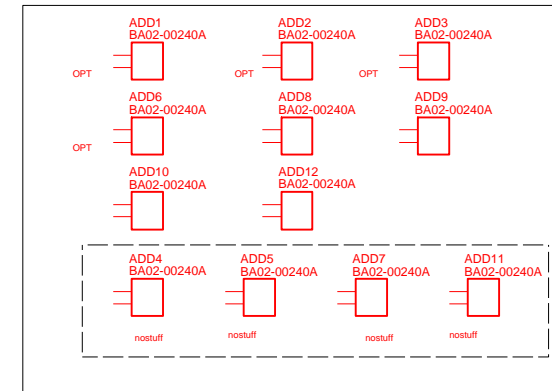 ADD1 ADD2 ADD3
BA02-00240A BA02-00240A BA02-00240A
OPT OPT OPT
ADD6 ADD8 ADD9
BA02-00240A BA02-00240A BA02-00240A
OPT
ADD10 ADD12
BA02-00240A BA02-00240A
ADD4 ADD5 ADD7 ADD11
BA02-00240A BA02-00240A BA02-00240A BA02-00240A
nostuff nostuff nostuff nostuff